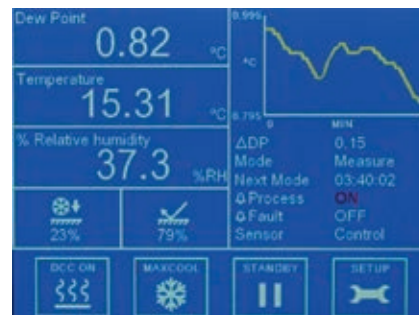 Dew Point
0.82 °C
Temperature
15.31 °C
% Relative humidity
37.3 %RH
23%
79%
0.995
°C
0.795
0 MIN
ΔDP 0.15
Mode Measure
Next Mode 03:40:02
Process ON
Fault OFF
Sensor Control
DCC ON
MAXCOOL
STANDBY
SETUP